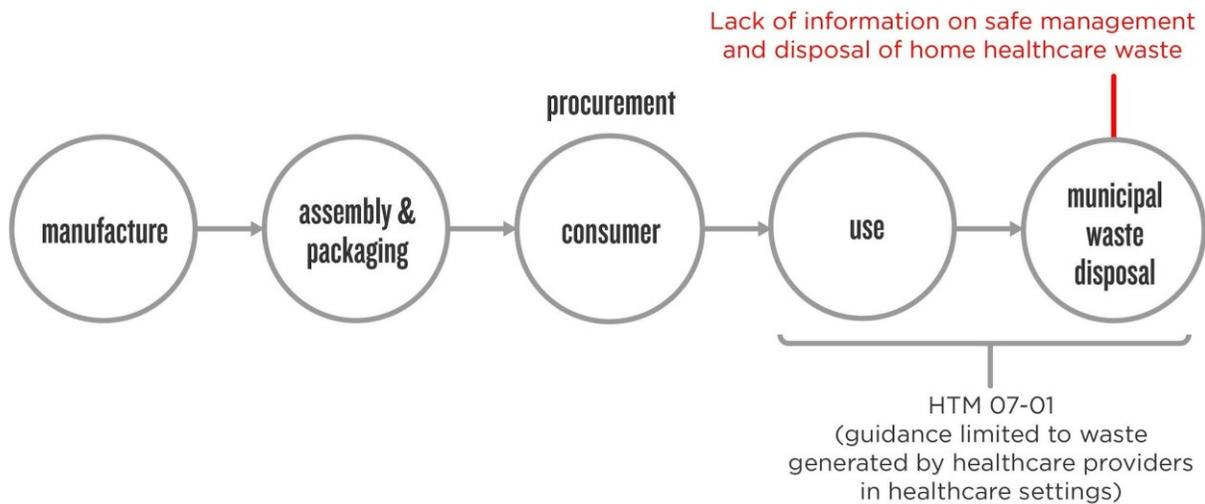 Lack of information on safe management
and disposal of home healthcare waste
procurement
manufacture
assembly &
packaging
consumer
use
municipal
waste
disposal
HTM 07-01
(guidance limited to waste
generated by healthcare providers
in healthcare settings)